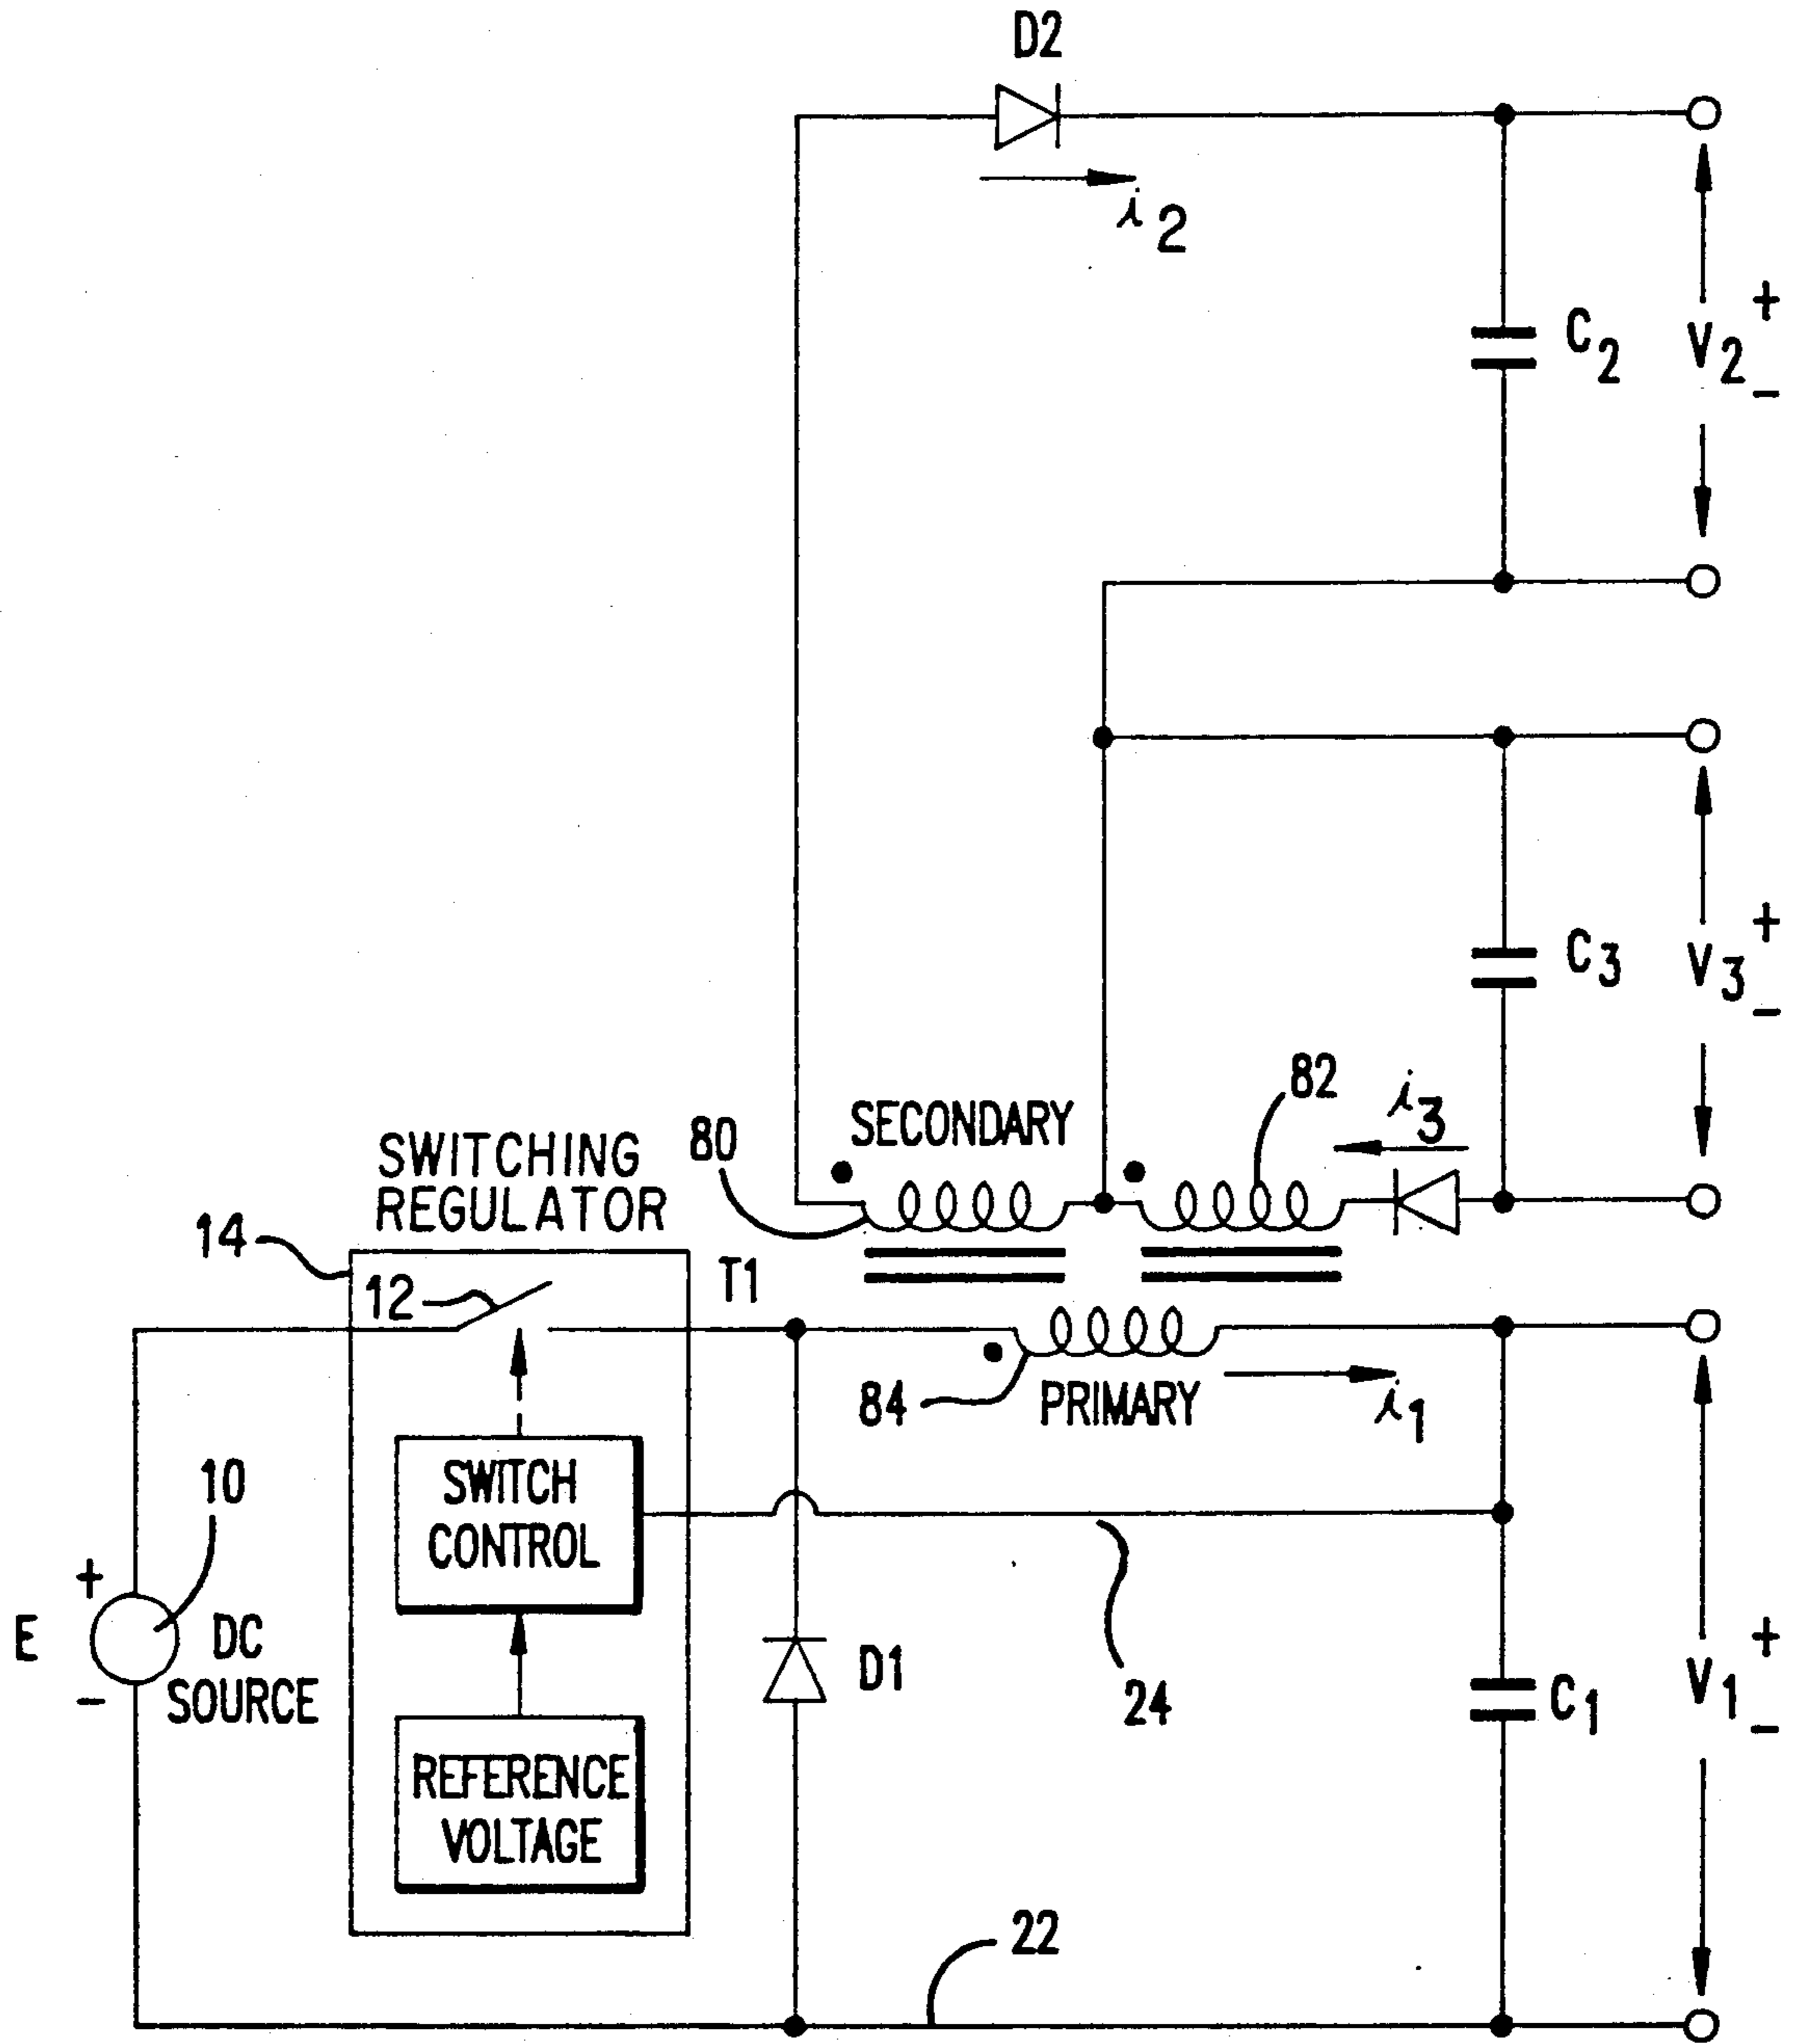 D2
i2
C2
+
V2
-
C3
+
V3
-
82
i3
SECONDARY
80
SWITCHING
REGULATOR
14
12
T1
84
PRIMARY
i1
10
SWITCH
CONTROL
+
E
DC
SOURCE
-
D1
24
C1
+
V1
-
REFERENCE
VOLTAGE
22